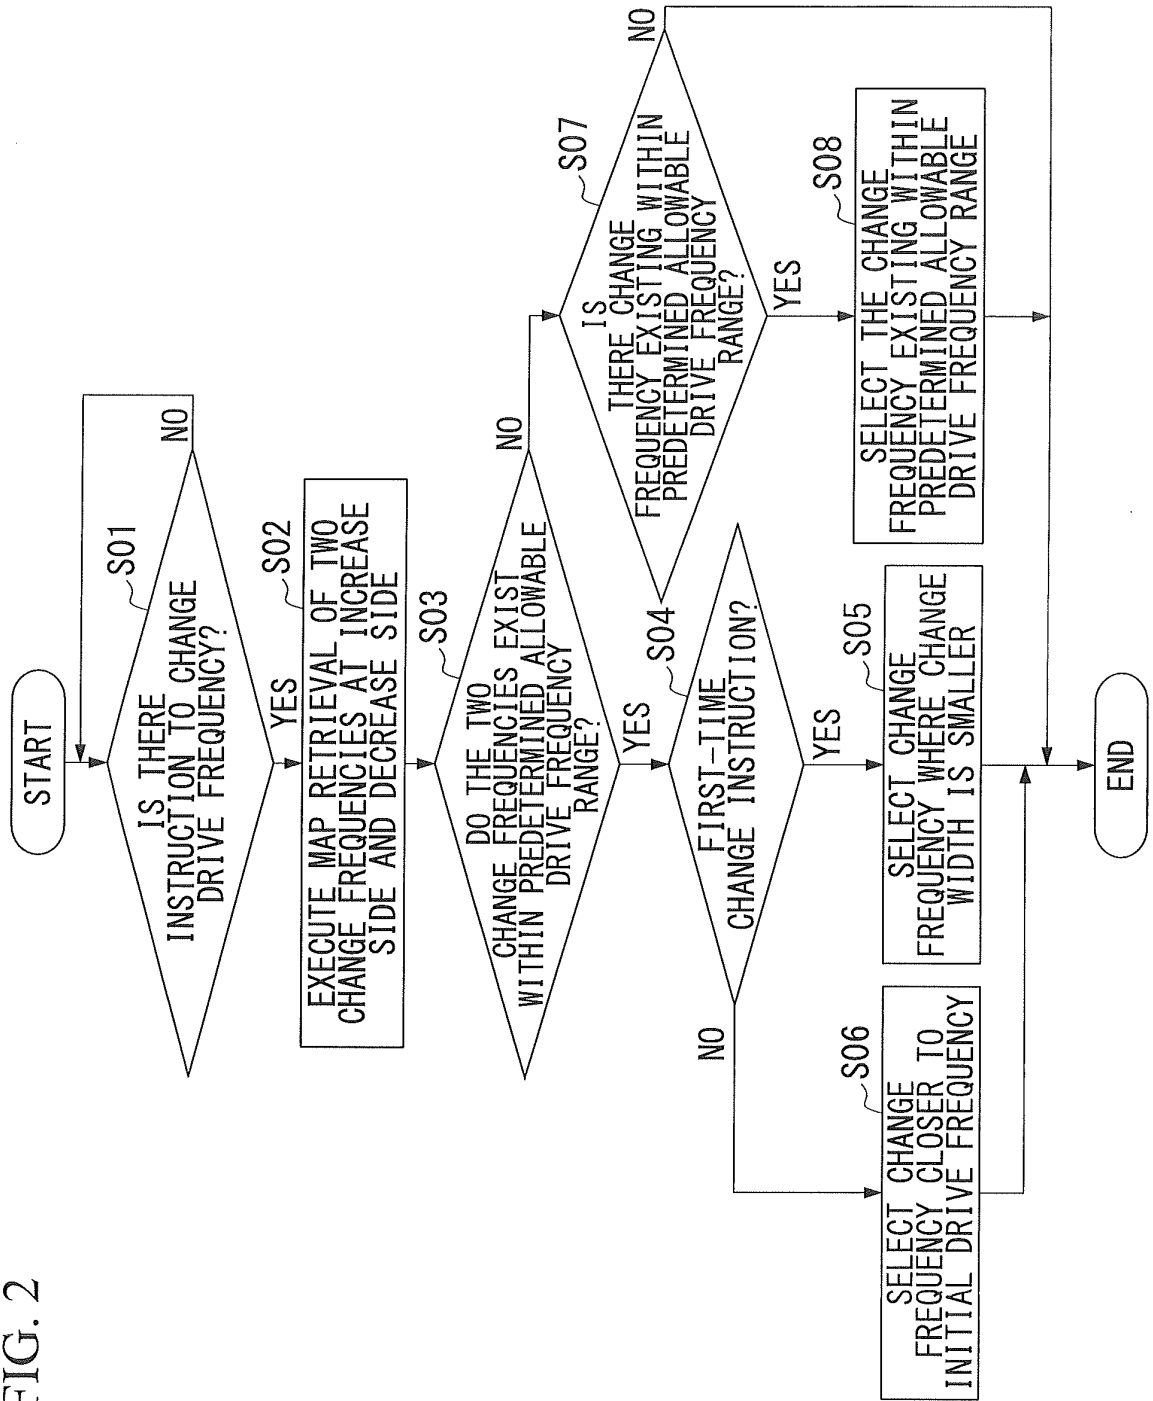 FIG. 2
START
IS THERE
INSTRUCTION TO CHANGE
DRIVE FREQUENCY?
S01
NO
YES
EXECUTE MAP RETRIEVAL OF TWO
CHANGE FREQUENCIES AT INCREASE
SIDE AND DECREASE SIDE
S02
DO THE TWO
CHANGE FREQUENCIES EXIST
WITHIN PREDETERMINED ALLOWABLE
DRIVE FREQUENCY
RANGE?
S03
NO
YES
FIRST-TIME
CHANGE INSTRUCTION?
S04
NO
YES
SELECT CHANGE
FREQUENCY CLOSER TO
INITIAL DRIVE FREQUENCY
S06
SELECT CHANGE
FREQUENCY WHERE CHANGE
WIDTH IS SMALLER
S05
IS
THERE CHANGE
FREQUENCY EXISTING WITHIN
PREDETERMINED ALLOWABLE
DRIVE FREQUENCY
RANGE?
S07
NO
YES
SELECT THE CHANGE
FREQUENCY EXISTING WITHIN
PREDETERMINED ALLOWABLE
DRIVE FREQUENCY RANGE
S08
END